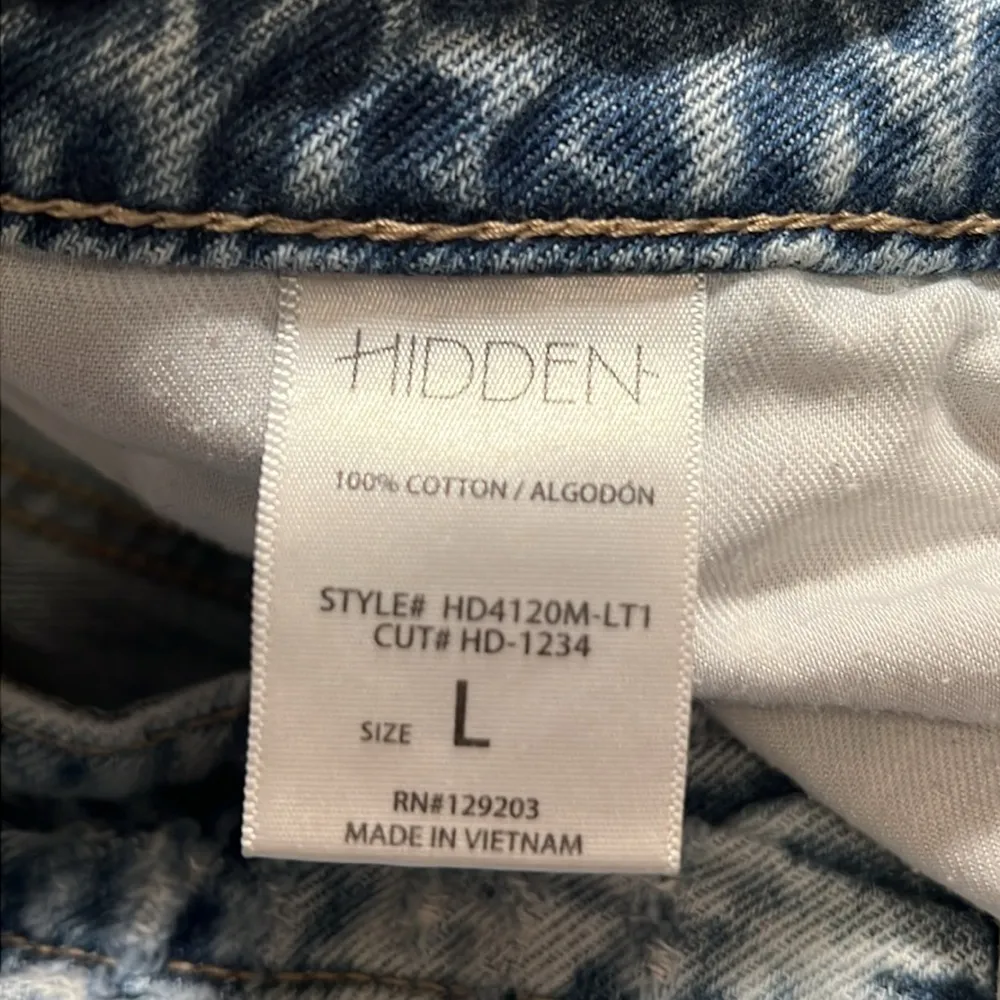 HIDDEN
100% COTTON / ALGODÓN
STYLE# HD4120M-LT1
CUT# HD-1234
SIZE L
RN#129203
MADE IN VIETNAM